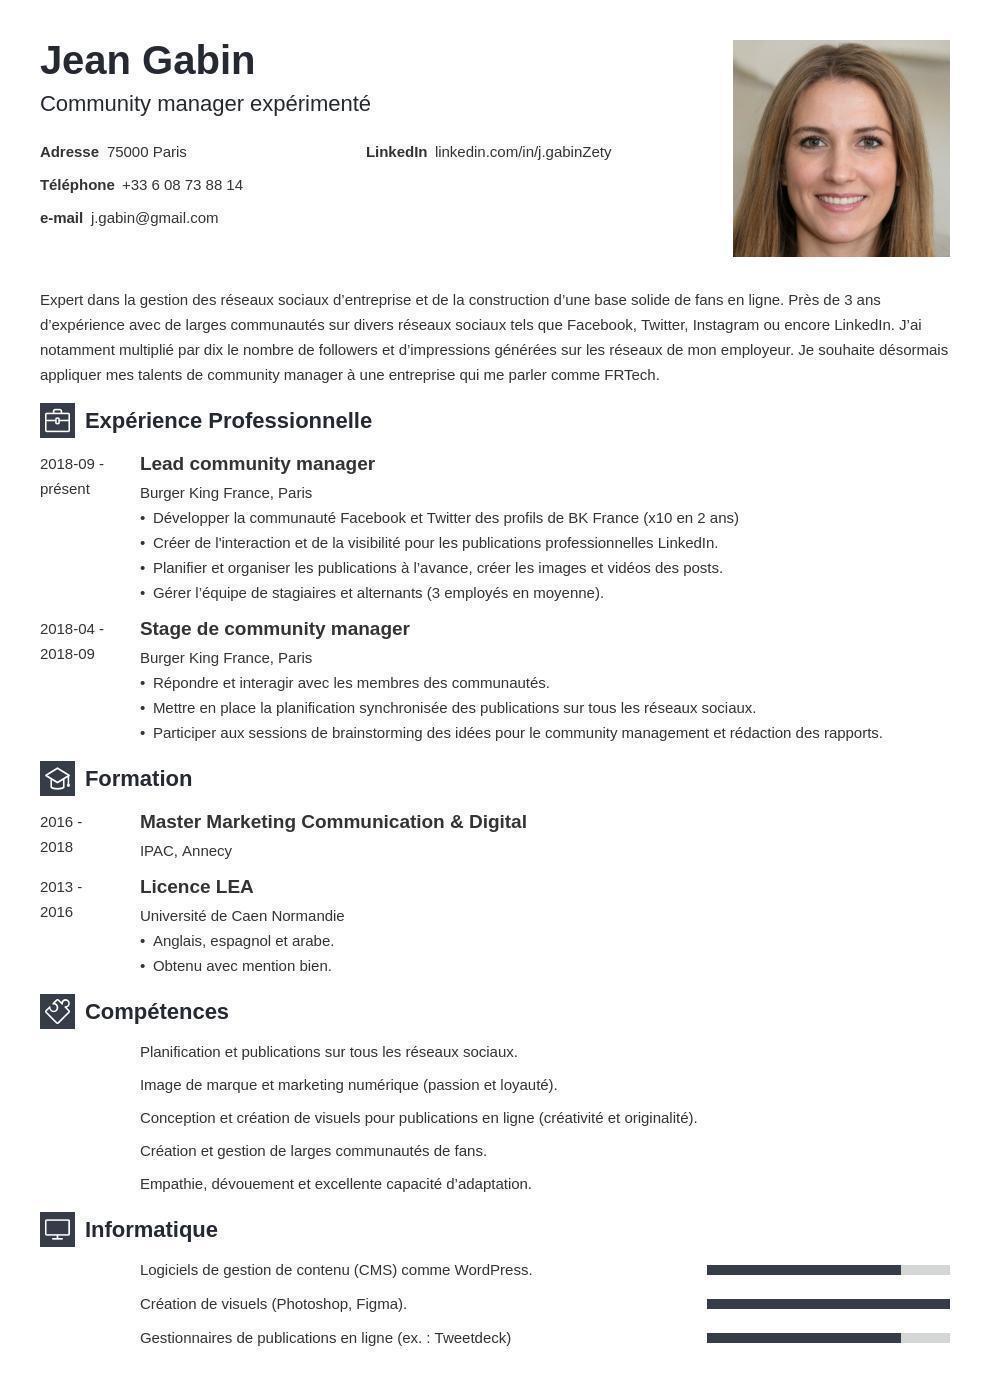 Jean Gabin
Community manager expérimenté
Adresse 75000 Paris
LinkedIn linkedin.com/in/j.gabinZety
Téléphone +33 6 08 73 88 14
e-mail j.gabin@gmail.com
Expert dans la gestion des réseaux sociaux d’entreprise et de la construction d’une base solide de fans en ligne. Près de 3 ans
d’expérience avec de larges communautés sur divers réseaux sociaux tels que Facebook, Twitter, Instagram ou encore LinkedIn. J’ai
notamment multiplié par dix le nombre de followers et d’impressions générées sur les réseaux de mon employeur. Je souhaite désormais
appliquer mes talents de community manager à une entreprise qui me parler comme FRTech.
Expérience Professionnelle
2018-09 -
présent
Lead community manager
Burger King France, Paris
• Développer la communauté Facebook et Twitter des profils de BK France (x10 en 2 ans)
• Créer de l'interaction et de la visibilité pour les publications professionnelles LinkedIn.
• Planifier et organiser les publications à l’avance, créer les images et vidéos des posts.
• Gérer l’équipe de stagiaires et alternants (3 employés en moyenne).
2018-04 -
2018-09
Stage de community manager
Burger King France, Paris
• Répondre et interagir avec les membres des communautés.
• Mettre en place la planification synchronisée des publications sur tous les réseaux sociaux.
• Participer aux sessions de brainstorming des idées pour le community management et rédaction des rapports.
Formation
2016 -
2018
Master Marketing Communication & Digital
IPAC, Annecy
2013 -
2016
Licence LEA
Université de Caen Normandie
• Anglais, espagnol et arabe.
• Obtenu avec mention bien.
Compétences
Planification et publications sur tous les réseaux sociaux.
Image de marque et marketing numérique (passion et loyauté).
Conception et création de visuels pour publications en ligne (créativité et originalité).
Création et gestion de larges communautés de fans.
Empathie, dévouement et excellente capacité d’adaptation.
Informatique
Logiciels de gestion de contenu (CMS) comme WordPress.
Création de visuels (Photoshop, Figma).
Gestionnaires de publications en ligne (ex. : Tweetdeck)